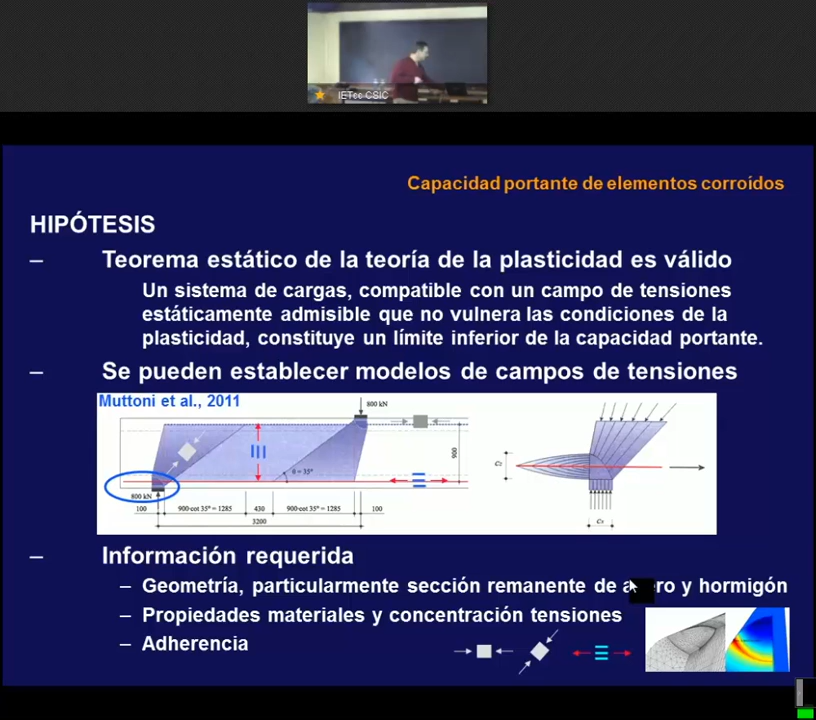 IETcc CSIC
Capacidad portante de elementos corroídos
HIPÓTESIS
– Teorema estático de la teoría de la plasticidad es válido
Un sistema de cargas, compatible con un campo de tensiones
estáticamente admisible que no vulnera las condiciones de la
plasticidad, constituye un límite inferior de la capacidad portante.
– Se pueden establecer modelos de campos de tensiones
Muttoni et al., 2011
800 kN
900
θ = 35°
800 kN
100 900·cot 35° = 1285 430 900·cot 35° = 1285 100
3200
– Información requerida
– Geometría, particularmente sección remanente de a ro y hormigón
– Propiedades materiales y concentración tensiones
– Adherencia